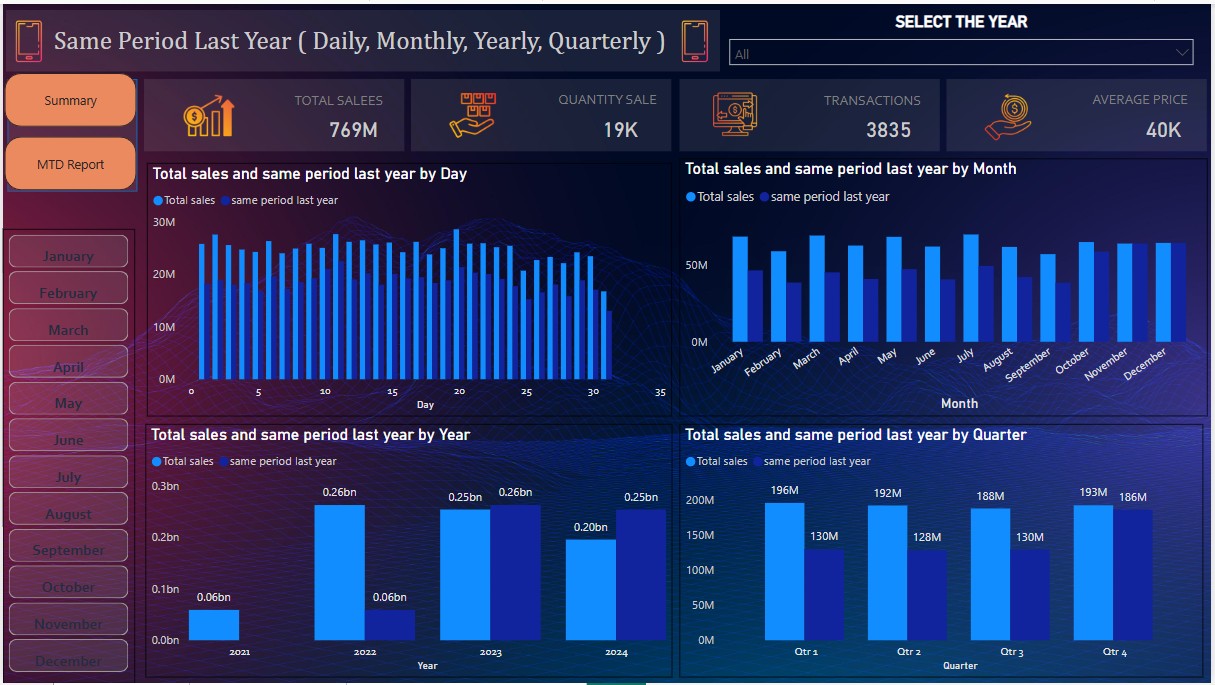 Same Period Last Year ( Daily, Monthly, Yearly, Quarterly )
SELECT THE YEAR
All
Summary
MTD Report
TOTAL SALEES
769M
QUANTITY SALE
19K
TRANSACTIONS
3835
AVERAGE PRICE
40K
January
February
March
April
May
June
July
August
September
October
November
December
Total sales and same period last year by Day
Total sales same period last year
30M
20M
10M
0M
0 5 10 15 20 25 30 35
Day
Total sales and same period last year by Month
Total sales same period last year
50M
0M
January February March April May June July August September October November December
Month
Total sales and same period last year by Year
Total sales same period last year
0.3bn
0.2bn
0.1bn
0.0bn
0.06bn
0.26bn 0.06bn
0.25bn 0.26bn
0.20bn 0.25bn
2021 2022 2023 2024
Year
Total sales and same period last year by Quarter
Total sales same period last year
200M
150M
100M
50M
0M
196M 130M
192M 128M
188M 130M
193M 186M
Qtr 1 Qtr 2 Qtr 3 Qtr 4
Quarter